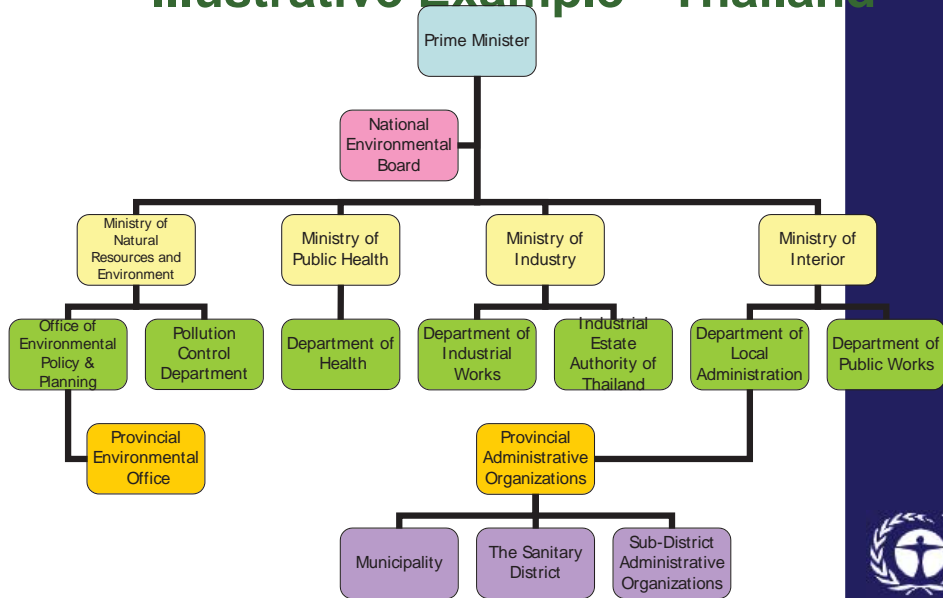 Illustrative Example - Thailand
Prime Minister
National
Environmental
Board
Ministry of
Natural
Resources and
Environment
Ministry of
Public Health
Ministry of
Industry
Ministry of
Interior
Office of
Environmental
Policy &
Planning
Pollution
Control
Department
Department of
Health
Department of
Industrial
Works
Industrial
Estate
Authority of
Thailand
Department of
Local
Administration
Department of
Public Works
Provincial
Environmental
Office
Provincial
Administrative
Organizations
Municipality
The Sanitary
District
Sub-District
Administrative
Organizations